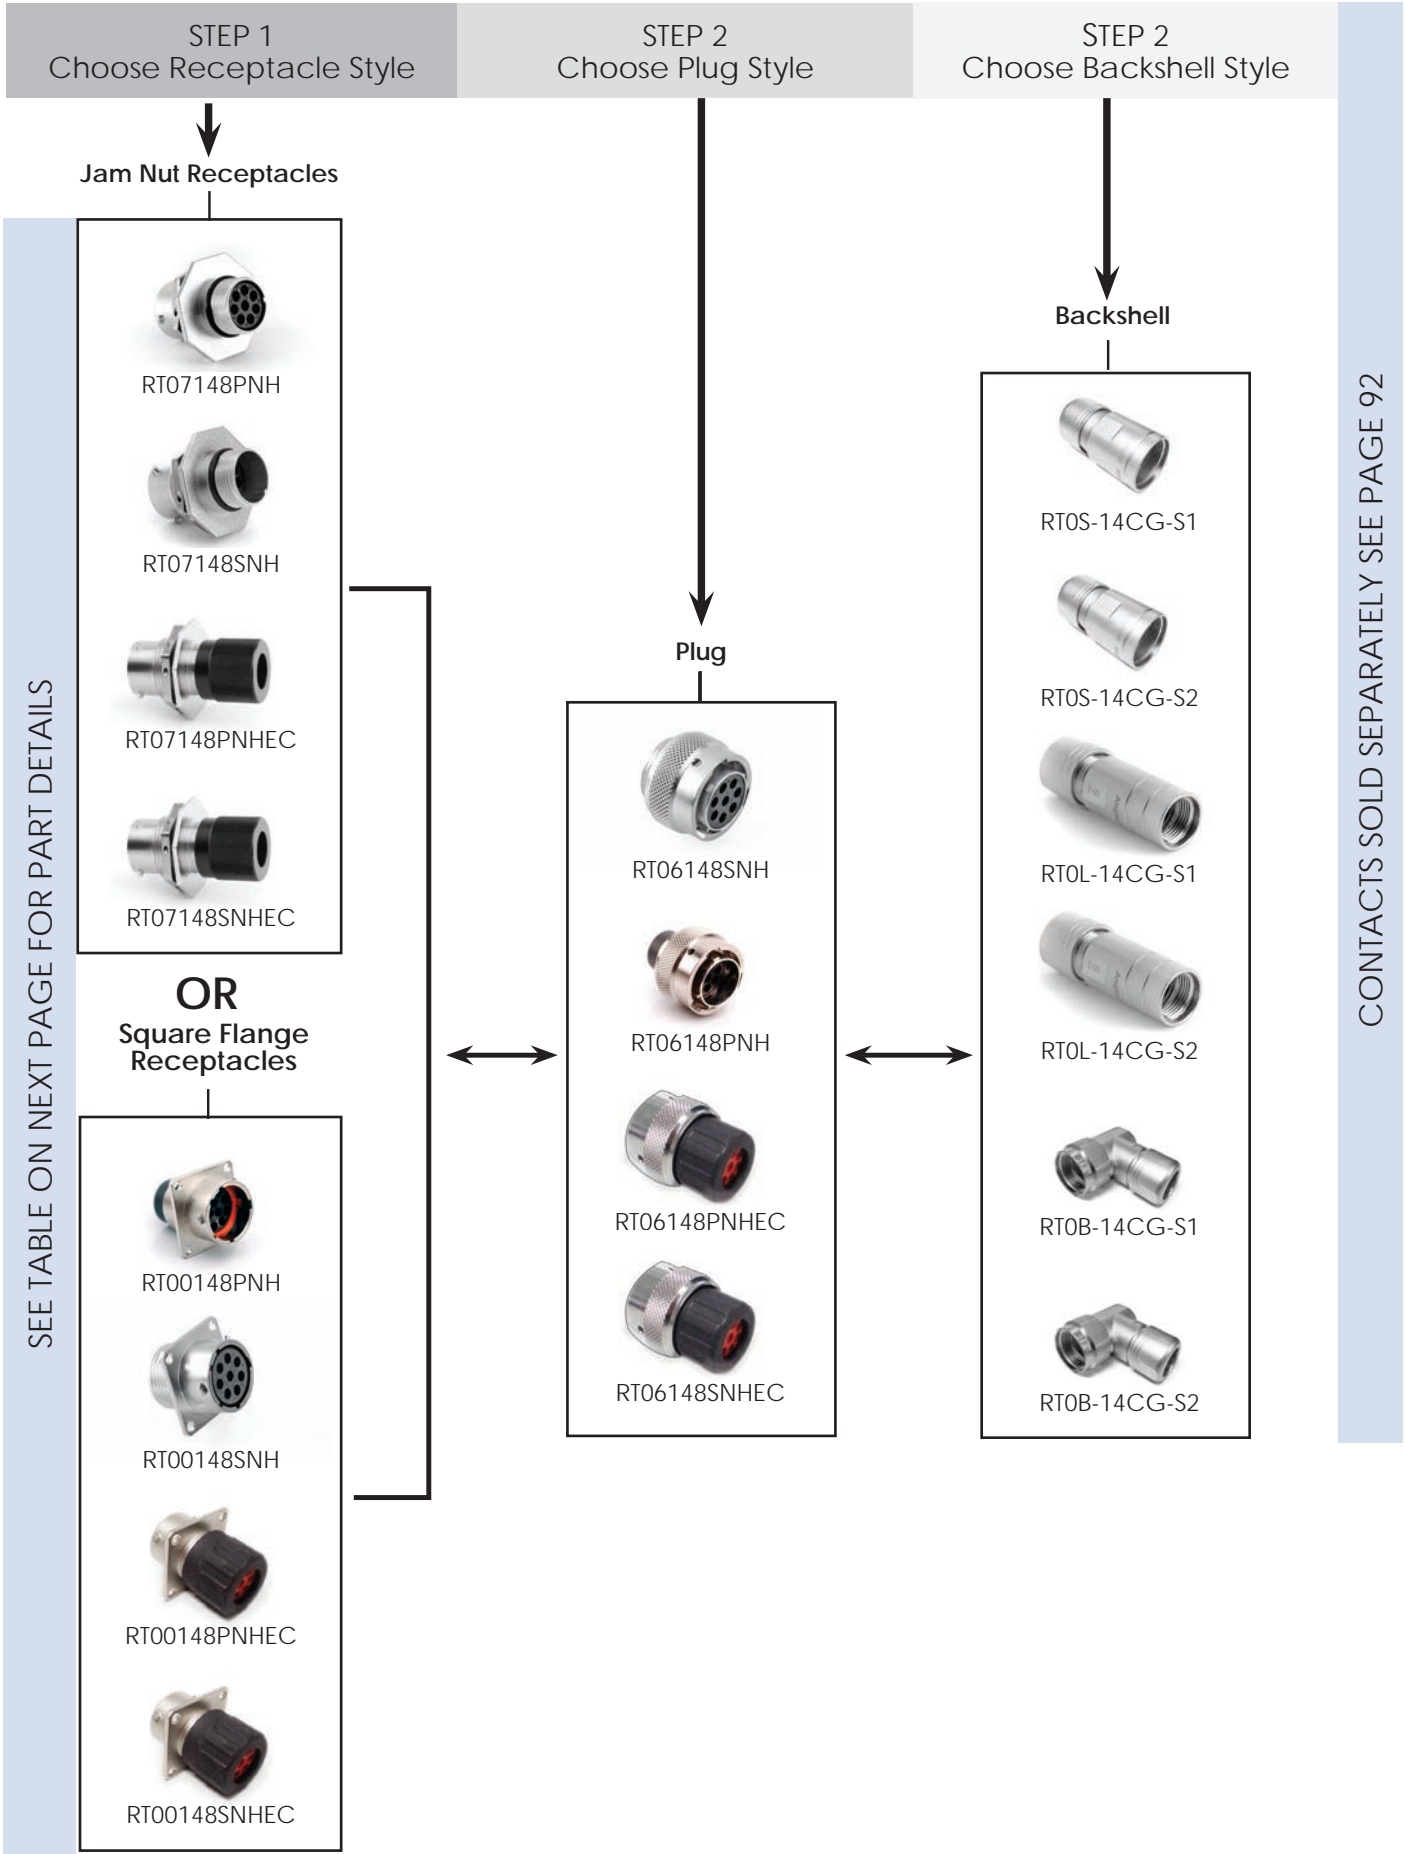 STEP 1
Choose Receptacle Style
STEP 2
Choose Plug Style
STEP 2
Choose Backshell Style
Jam Nut Receptacles
RT07148PNH
RT07148SNH
RT07148PNHEC
RT07148SNHEC
OR
Square Flange
Receptacles
RT00148PNH
RT00148SNH
RT00148PNHEC
RT00148SNHEC
Plug
RT06148SNH
RT06148PNH
RT06148PNHEC
RT06148SNHEC
Backshell
RT0S-14CG-S1
RT0S-14CG-S2
RT0L-14CG-S1
RT0L-14CG-S2
RT0B-14CG-S1
RT0B-14CG-S2
SEE TABLE ON NEXT PAGE FOR PART DETAILS
CONTACTS SOLD SEPARATELY SEE PAGE 92